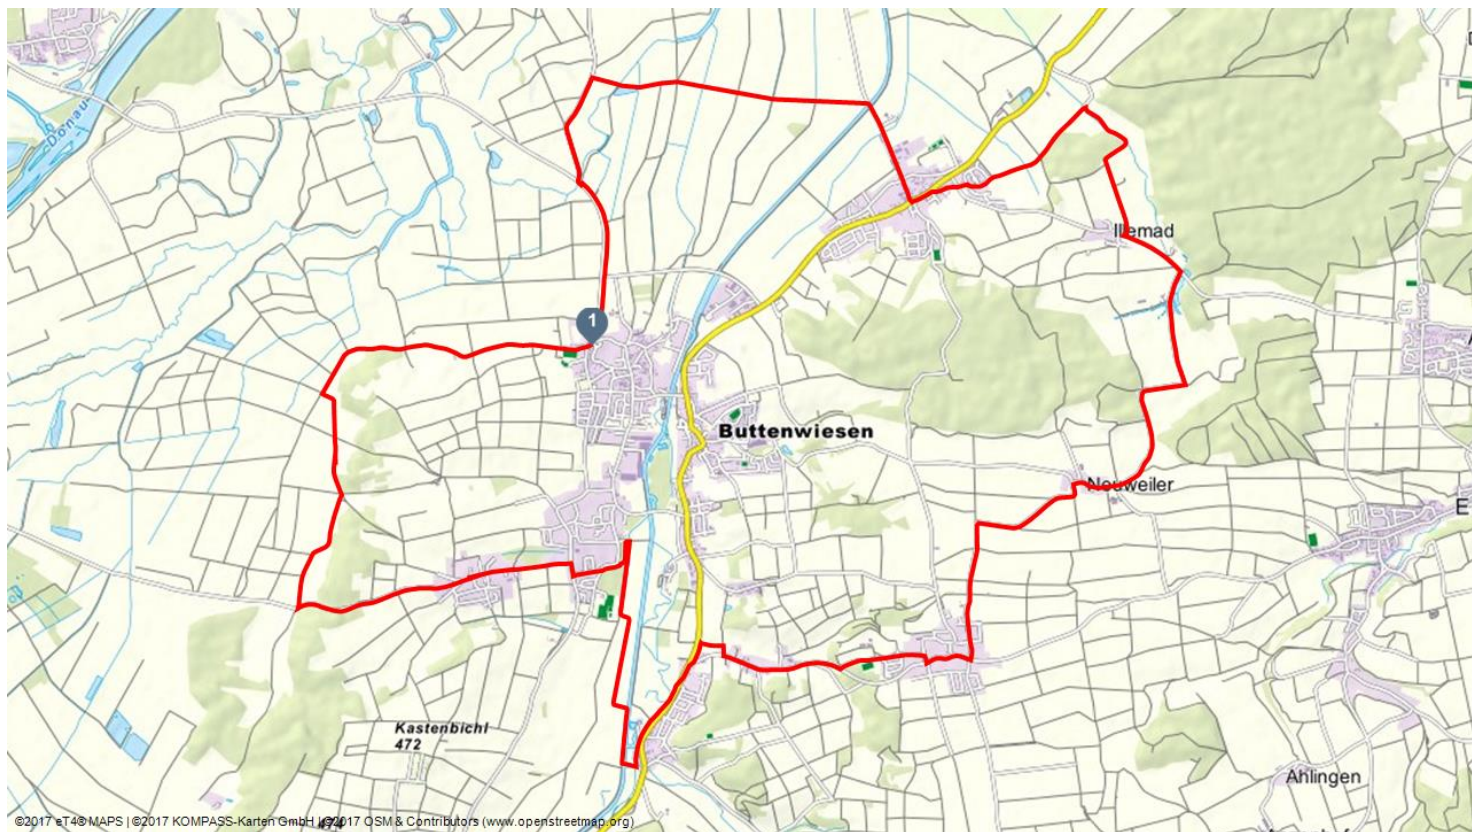 Donau
Illemad
1
Buttenwiesen
Neuweiler
E
Kastenbichl
472
Ahlingen
474
©2017 eT4® MAPS | ©2017 KOMPASS-Karten GmbH | ©2017 OSM & Contributors (www.openstreetmap.org)